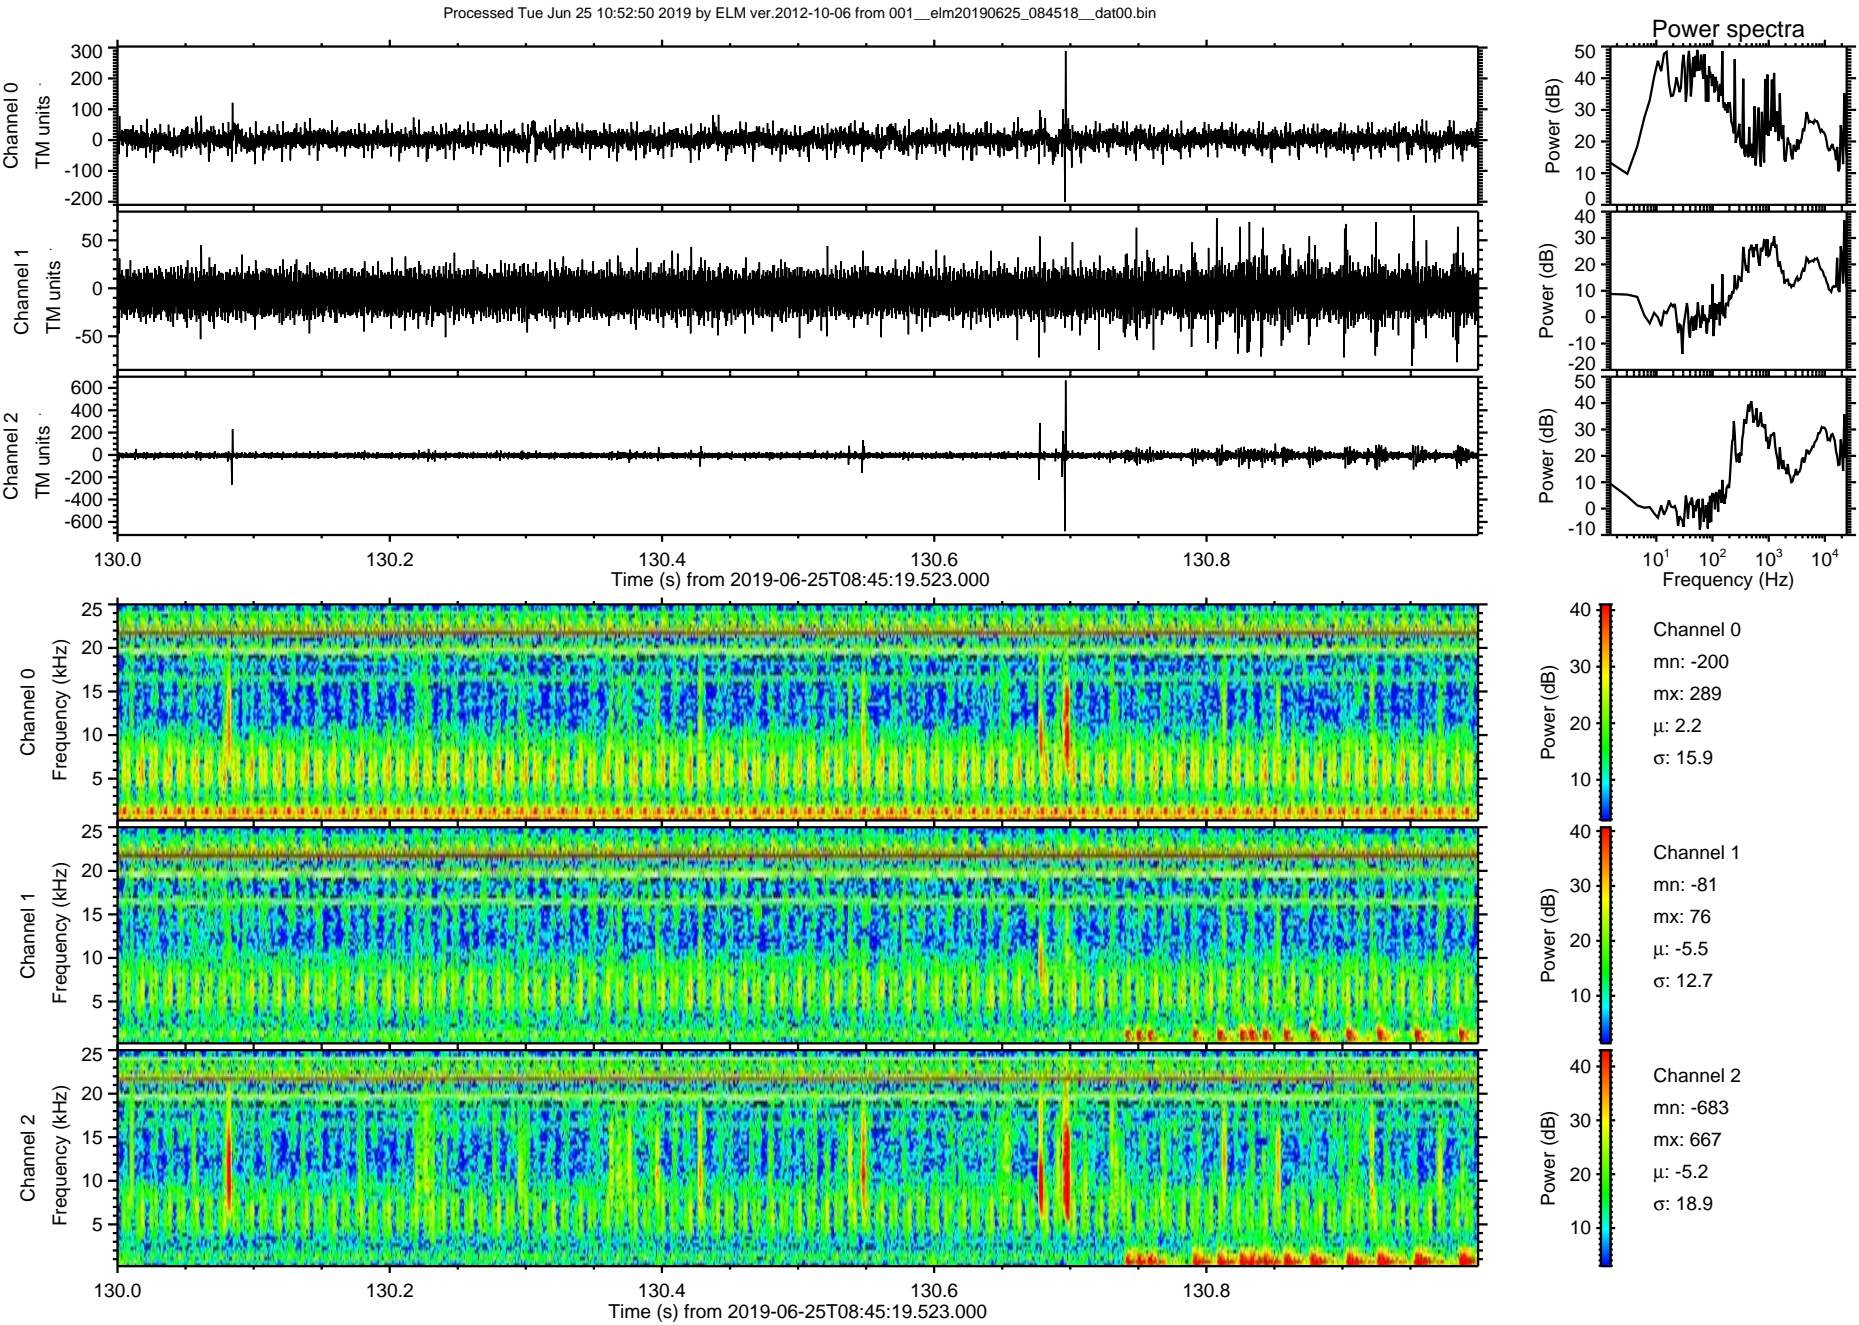 Processed Tue Jun 25 10:52:50 2019 by ELM ver.2012-10-06 from 001__elm20190625_084518__dat00.bin
Power spectra
Channel 0
TM units
300
200
100
0
-100
-200
Power (dB)
50
40
30
20
10
0
Channel 1
TM units
50
0
-50
Power (dB)
40
30
20
10
0
-10
-20
Channel 2
TM units
600
400
200
0
-200
-400
-600
Power (dB)
50
40
30
20
10
0
-10
130.0 130.2 130.4 130.6 130.8
Time (s) from 2019-06-25T08:45:19.523.000
10^1 10^2 10^3 10^4
Frequency (Hz)
Channel 0
Frequency (kHz)
25
20
15
10
5
Power (dB)
40
30
20
10
Channel 0
mn: -200
mx: 289
μ: 2.2
σ: 15.9
Channel 1
Frequency (kHz)
25
20
15
10
5
Power (dB)
40
30
20
10
Channel 1
mn: -81
mx: 76
μ: -5.5
σ: 12.7
Channel 2
Frequency (kHz)
25
20
15
10
5
Power (dB)
40
30
20
10
Channel 2
mn: -683
mx: 667
μ: -5.2
σ: 18.9
130.0 130.2 130.4 130.6 130.8
Time (s) from 2019-06-25T08:45:19.523.000